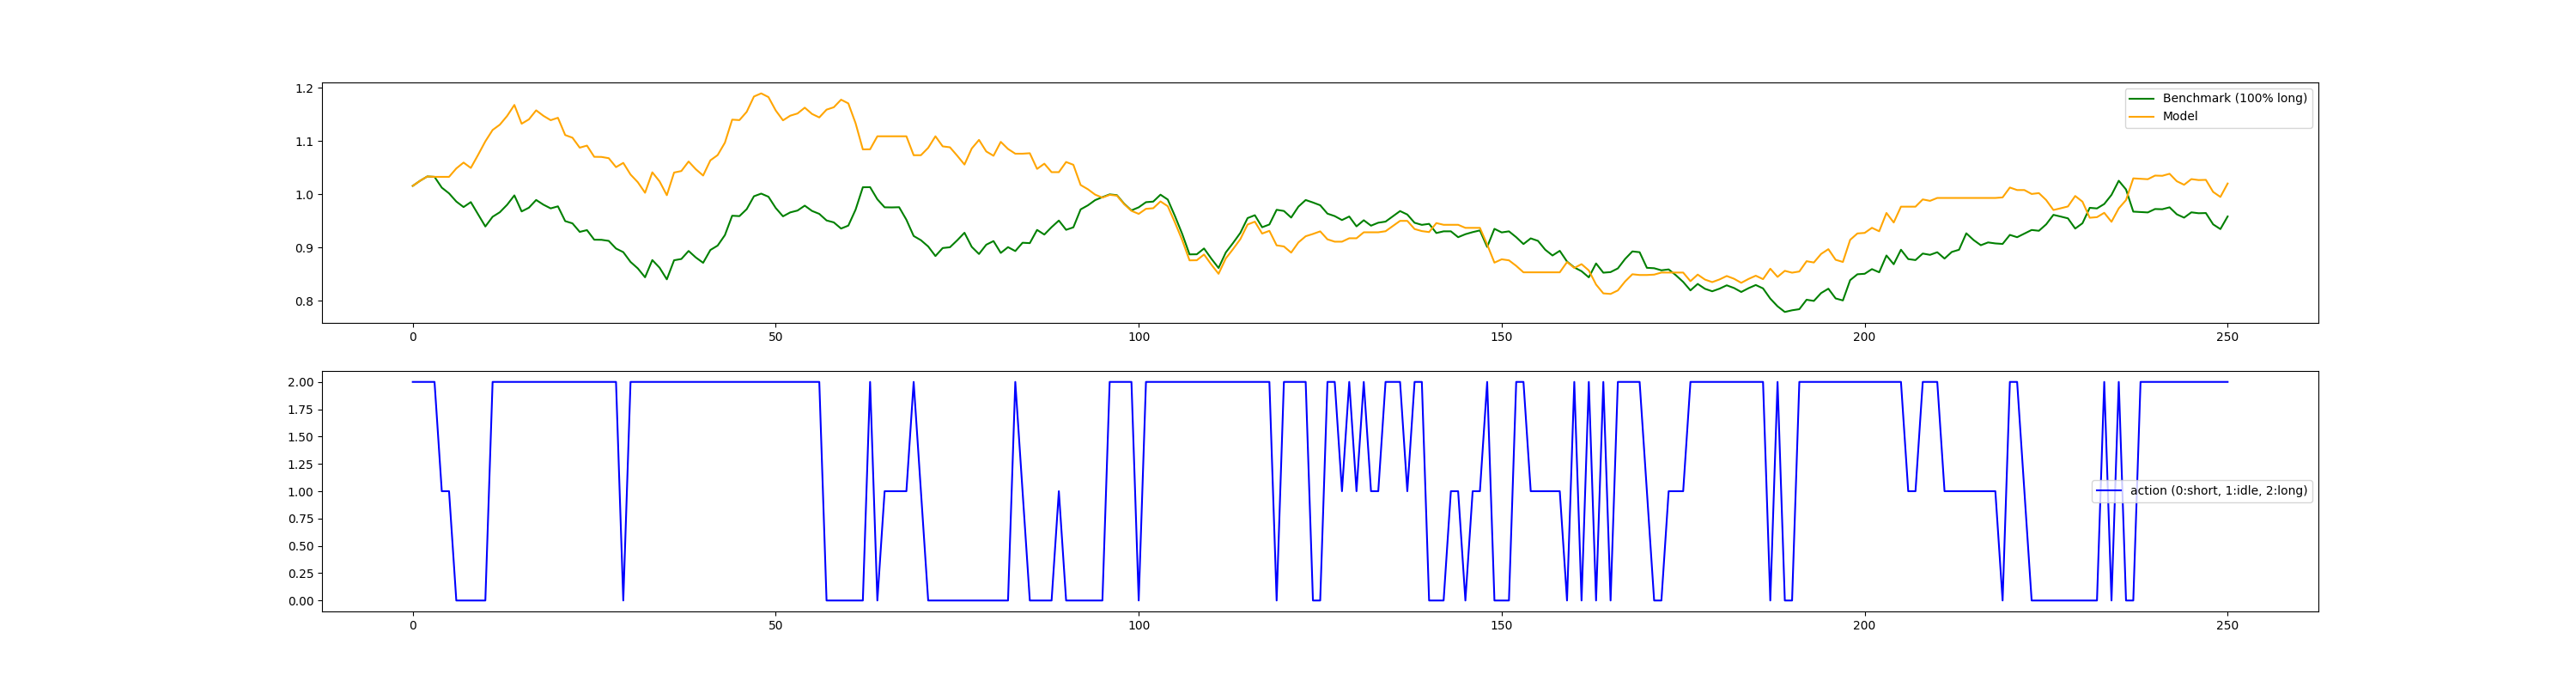 1.2
1.1
1.0
0.9
0.8
Benchmark (100% long)
Model
0 50 100 150 200 250
2.00
1.75
1.50
1.25
1.00
0.75
0.50
0.25
0.00
action (0:short, 1:idle, 2:long)
0 50 100 150 200 250